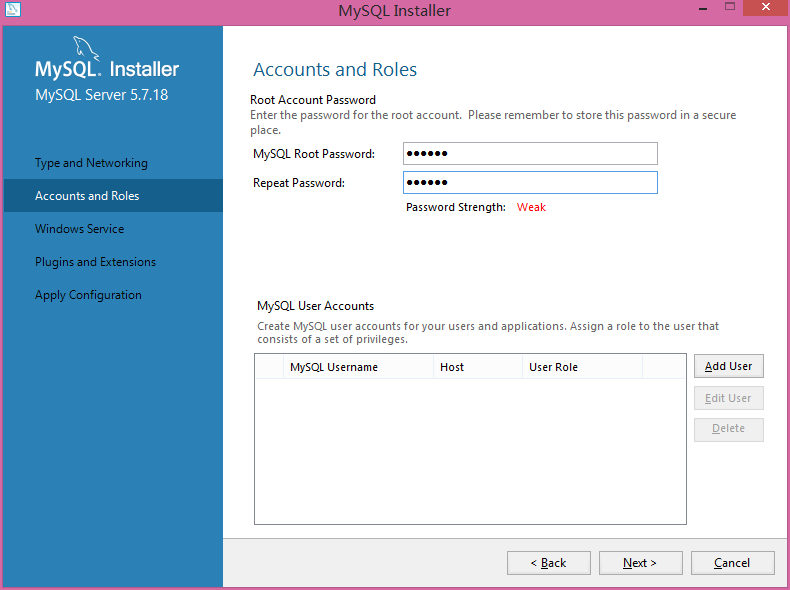 MySQL Installer
MySQL. Installer
MySQL Server 5.7.18
Type and Networking
Accounts and Roles
Windows Service
Plugins and Extensions
Apply Configuration
Accounts and Roles
Root Account Password
Enter the password for the root account.  Please remember to store this password in a secure
place.
MySQL Root Password: ●●●●●●
Repeat Password: ●●●●●●
Password Strength: Weak
MySQL User Accounts
Create MySQL user accounts for your users and applications. Assign a role to the user that
consists of a set of privileges.
MySQL Username Host User Role
Add User
Edit User
Delete
< Back Next > Cancel